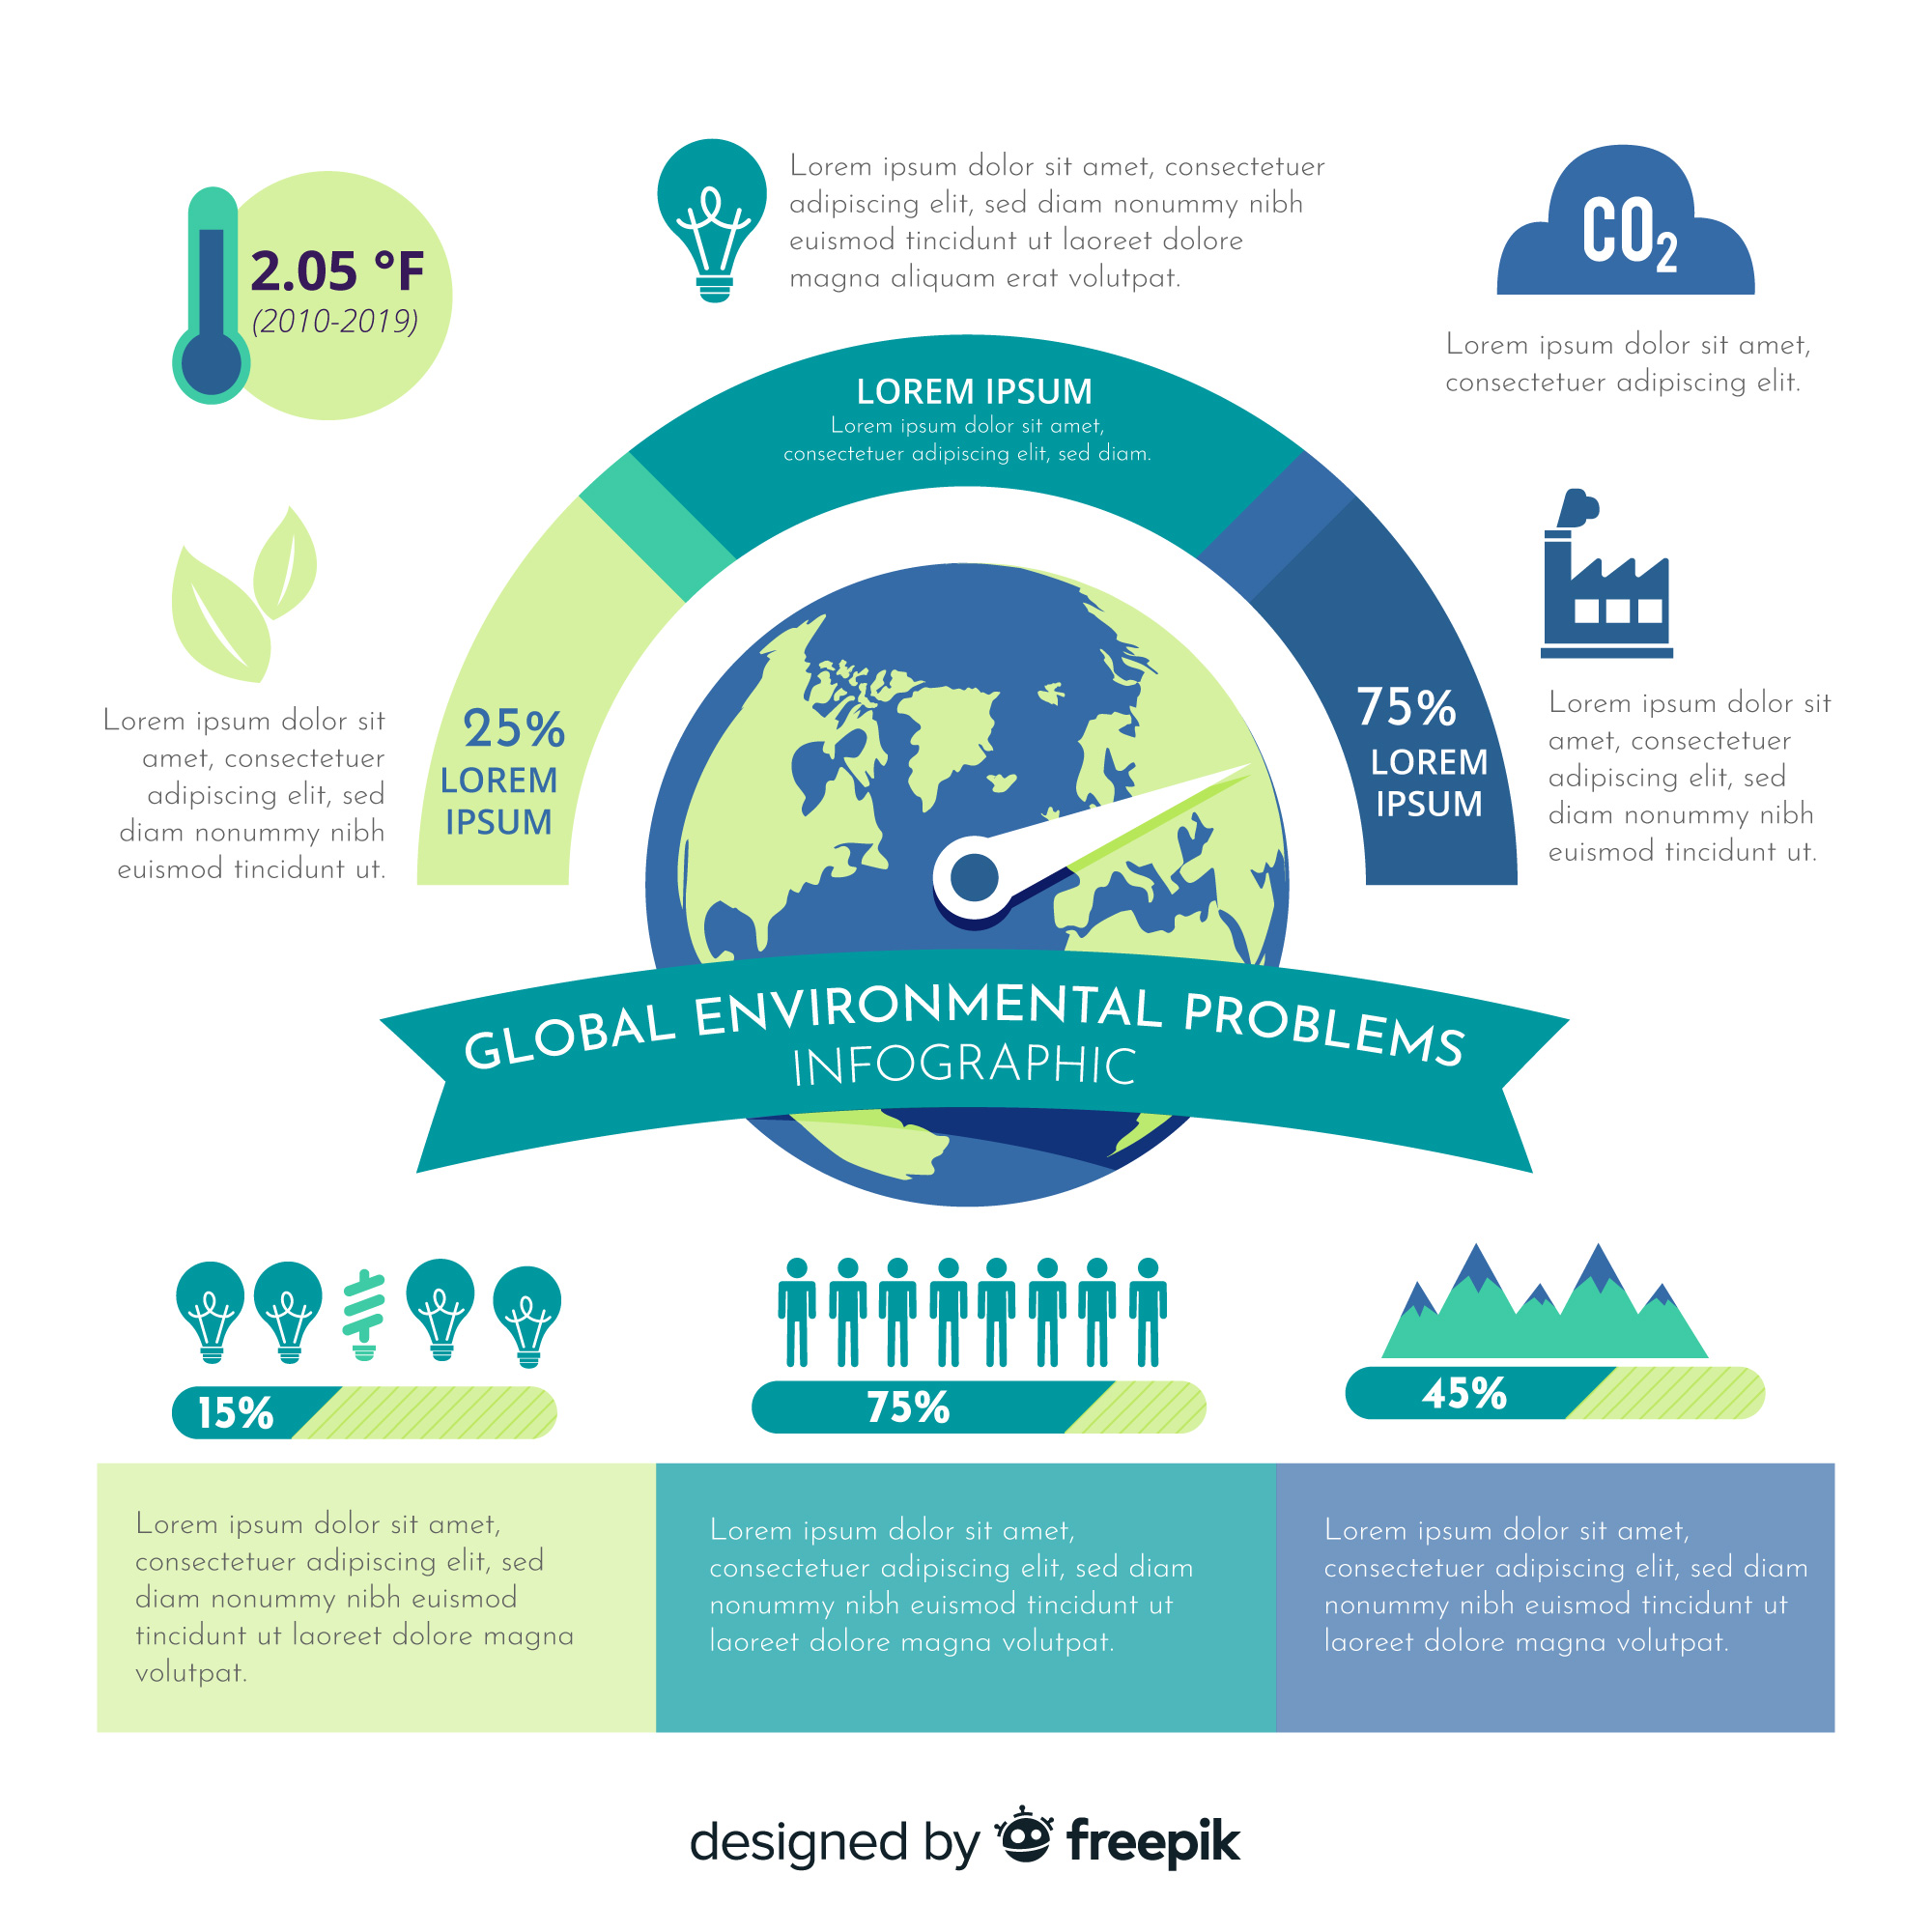 2.05 °F
(2010-2019)
Lorem ipsum dolor sit amet, consectetuer
adipiscing elit, sed diam nonummy nibh
euismod tincidunt ut laoreet dolore
magna aliquam erat volutpat.
CO₂
Lorem ipsum dolor sit amet,
consectetuer adipiscing elit.
LOREM IPSUM
Lorem ipsum dolor sit amet,
consectetuer adipiscing elit, sed diam.
Lorem ipsum dolor sit
amet, consectetuer
adipiscing elit, sed
diam nonummy nibh
euismod tincidunt ut.
25%
LOREM
IPSUM
75%
LOREM
IPSUM
Lorem ipsum dolor sit
amet, consectetuer
adipiscing elit, sed
diam nonummy nibh
euismod tincidunt ut.
GLOBAL ENVIRONMENTAL PROBLEMS
INFOGRAPHIC
15%
75%
45%
Lorem ipsum dolor sit amet,
consectetuer adipiscing elit, sed
diam nonummy nibh euismod
tincidunt ut laoreet dolore magna
volutpat.
Lorem ipsum dolor sit amet,
consectetuer adipiscing elit, sed diam
nonummy nibh euismod tincidunt ut
laoreet dolore magna volutpat.
Lorem ipsum dolor sit amet,
consectetuer adipiscing elit, sed diam
nonummy nibh euismod tincidunt ut
laoreet dolore magna volutpat.
designed by freepik